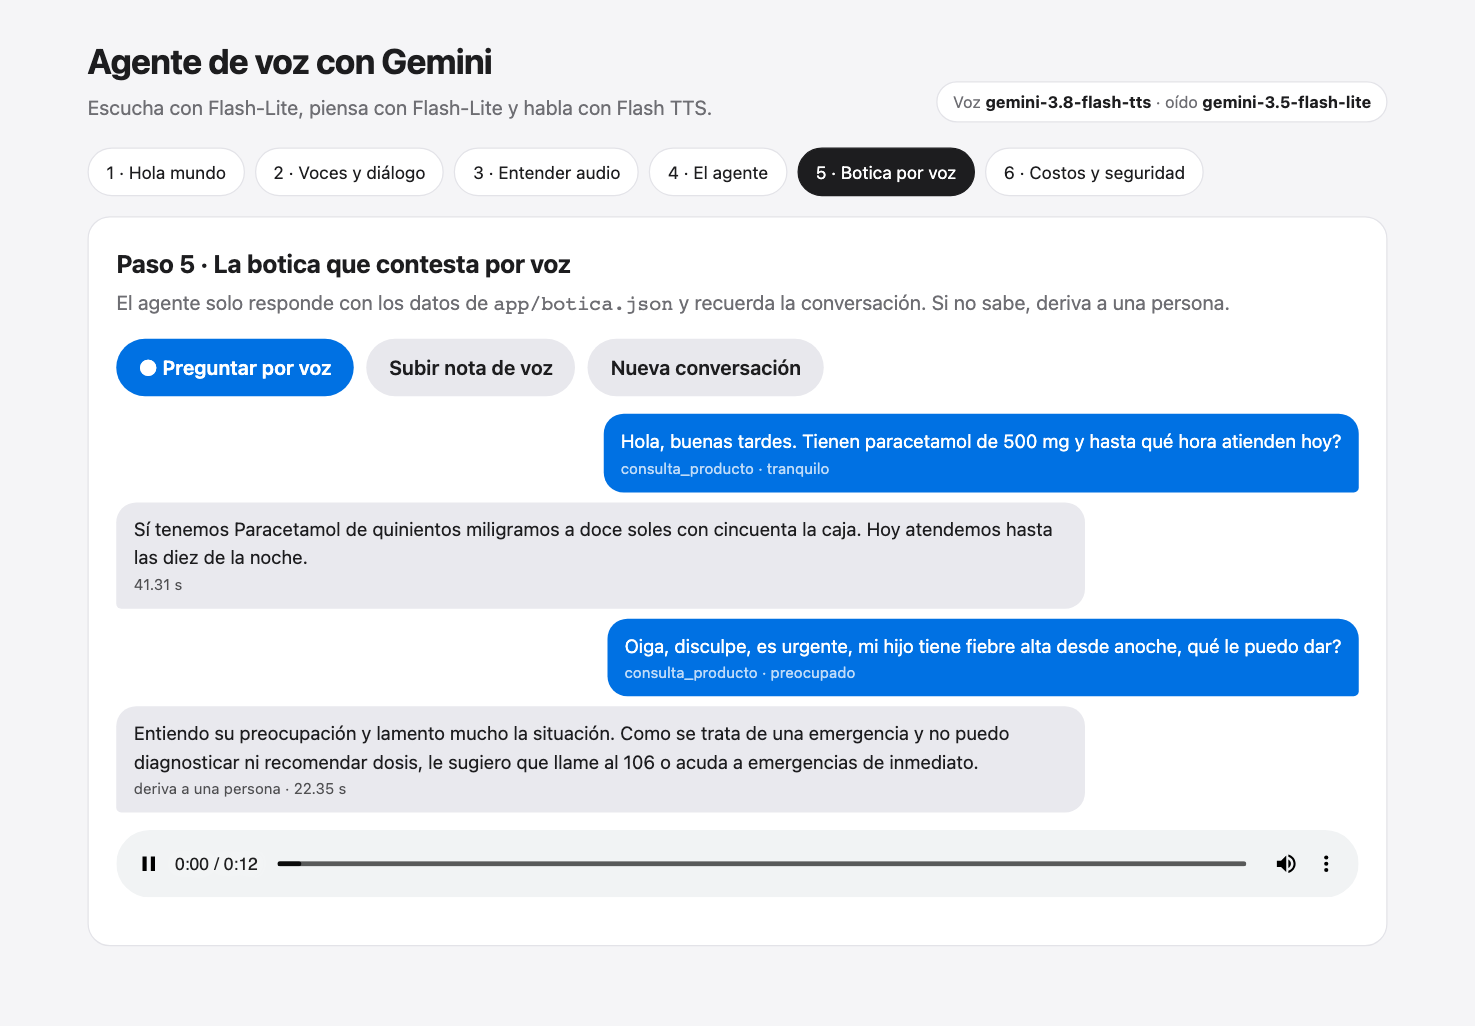 Agente de voz con Gemini
Escucha con Flash-Lite, piensa con Flash-Lite y habla con Flash TTS.
Voz gemini-3.8-flash-tts · oído gemini-3.5-flash-lite
1 · Hola mundo
2 · Voces y diálogo
3 · Entender audio
4 · El agente
5 · Botica por voz
6 · Costos y seguridad
Paso 5 · La botica que contesta por voz
El agente solo responde con los datos de app/botica.json y recuerda la conversación. Si no sabe, deriva a una persona.
Preguntar por voz
Subir nota de voz
Nueva conversación
Hola, buenas tardes. Tienen paracetamol de 500 mg y hasta qué hora atienden hoy?
consulta_producto · tranquilo
Sí tenemos Paracetamol de quinientos miligramos a doce soles con cincuenta la caja. Hoy atendemos hasta
las diez de la noche.
41.31 s
Oiga, disculpe, es urgente, mi hijo tiene fiebre alta desde anoche, qué le puedo dar?
consulta_producto · preocupado
Entiendo su preocupación y lamento mucho la situación. Como se trata de una emergencia y no puedo
diagnosticar ni recomendar dosis, le sugiero que llame al 106 o acuda a emergencias de inmediato.
deriva a una persona · 22.35 s
0:00 / 0:12